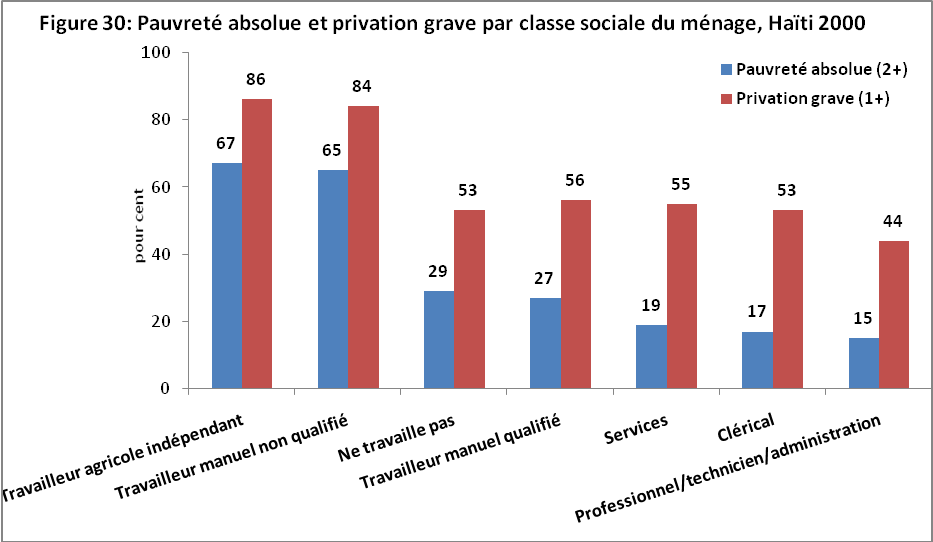 Figure 30: Pauvreté absolue et privation grave par classe sociale du ménage, Haïti 2000
Pauvreté absolue (2+)
Privation grave (1+)
pour cent
100
80
60
40
20
0
67
86
65
84
29
53
27
56
19
55
17
53
15
44
Travailleur agricole indépendant
Travailleur manuel non qualifié
Ne travaille pas
Travailleur manuel qualifié
Services
Clérical
Professionnel/technicien/administration